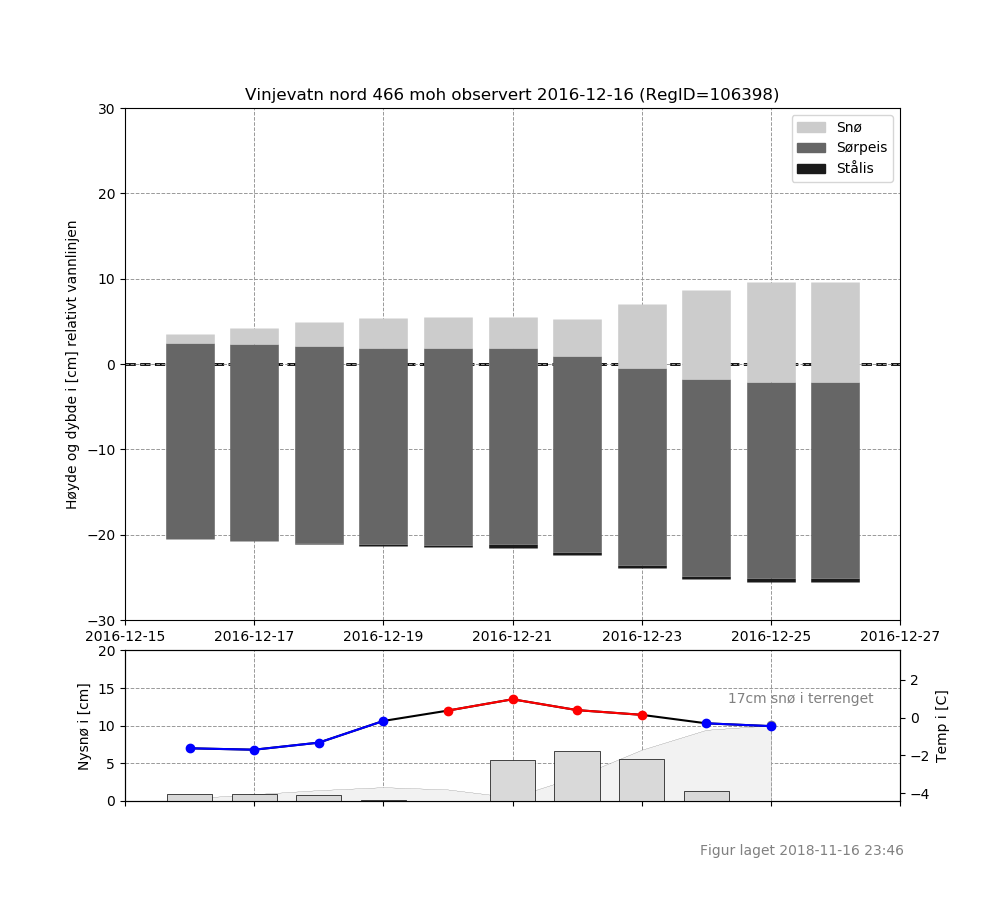 Vinjevatn nord 466 moh observert 2016-12-16 (RegID=106398)
Snø
Sørpeis
Stålis
Høyde og dybde i [cm] relativt vannlinjen
30
20
10
0
−10
−20
−30
2016-12-15 2016-12-17 2016-12-19 2016-12-21 2016-12-23 2016-12-25 2016-12-27
Nysnø i [cm]
20
15
10
5
0
17cm snø i terrenget
2
0
−2
−4
Temp i [C]
Figur laget 2018-11-16 23:46